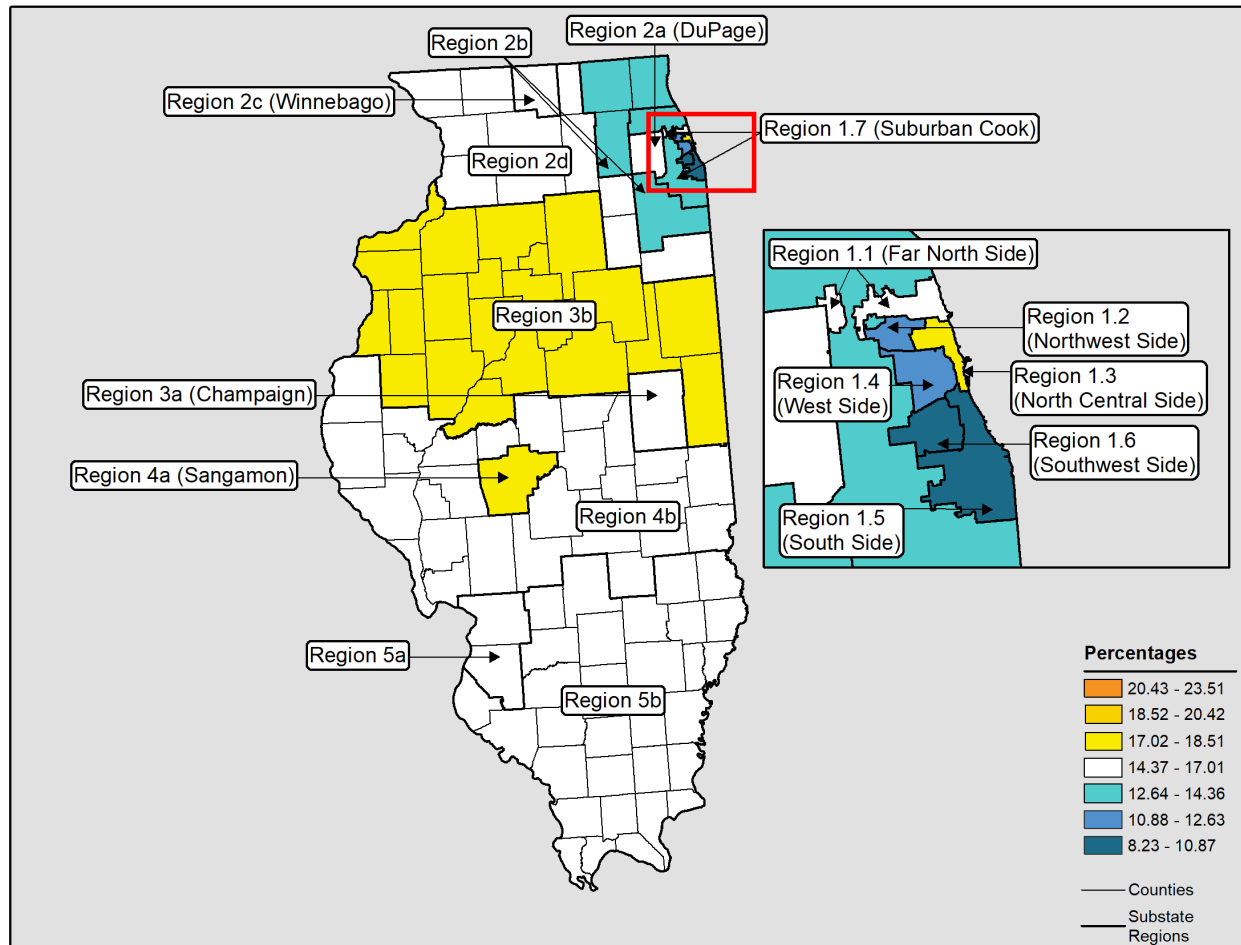 Region 2a (DuPage)
Region 2b
Region 2c (Winnebago)
Region 1.7 (Suburban Cook)
Region 2d
Region 1.1 (Far North Side)
Region 3b
Region 1.2
(Northwest Side)
Region 3a (Champaign)
Region 1.4
(West Side)
Region 1.3
(North Central Side)
Region 1.6
(Southwest Side)
Region 4a (Sangamon)
Region 4b
Region 1.5
(South Side)
Region 5a
Region 5b
Percentages
20.43 - 23.51
18.52 - 20.42
17.02 - 18.51
14.37 - 17.01
12.64 - 14.36
10.88 - 12.63
8.23 - 10.87
Counties
Substate
Regions